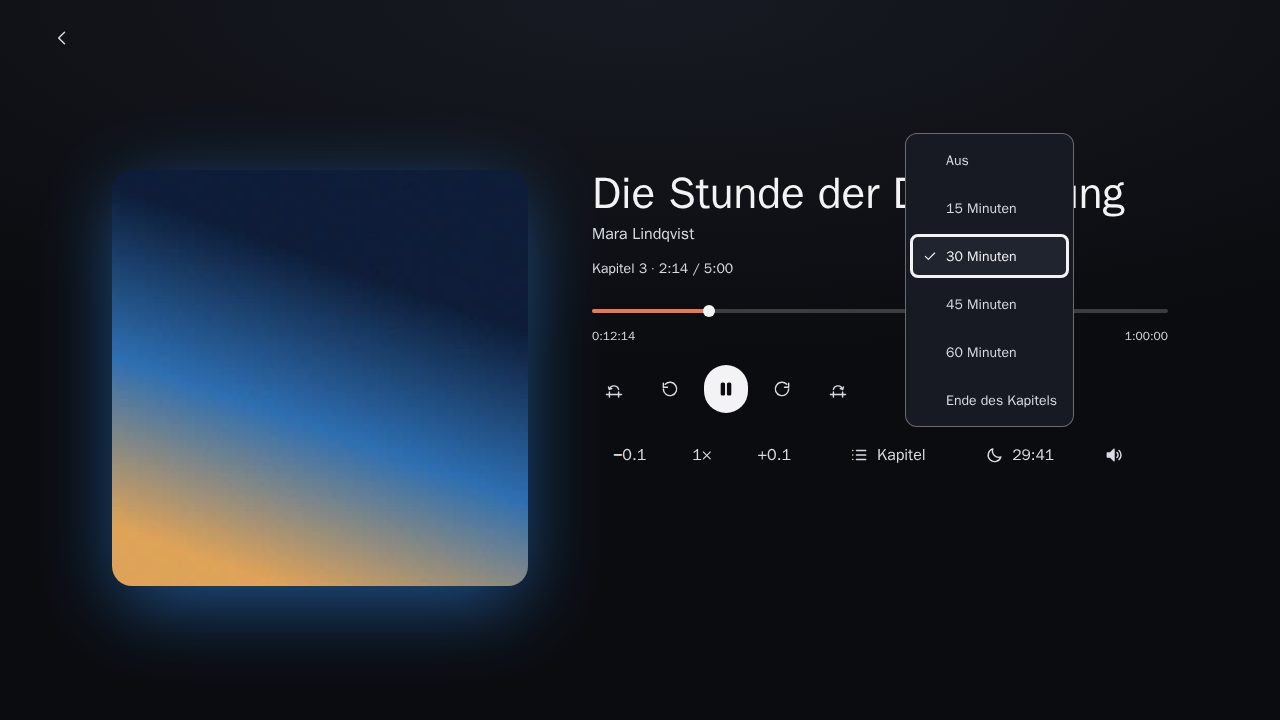 Die Stunde der
Mara Lindqvist
Kapitel 3 · 2:14 / 5:00
0:12:14
1:00:00
−0.1
1×
+0.1
Kapitel
29:41
Aus
15 Minuten
30 Minuten
45 Minuten
60 Minuten
Ende des Kapitels